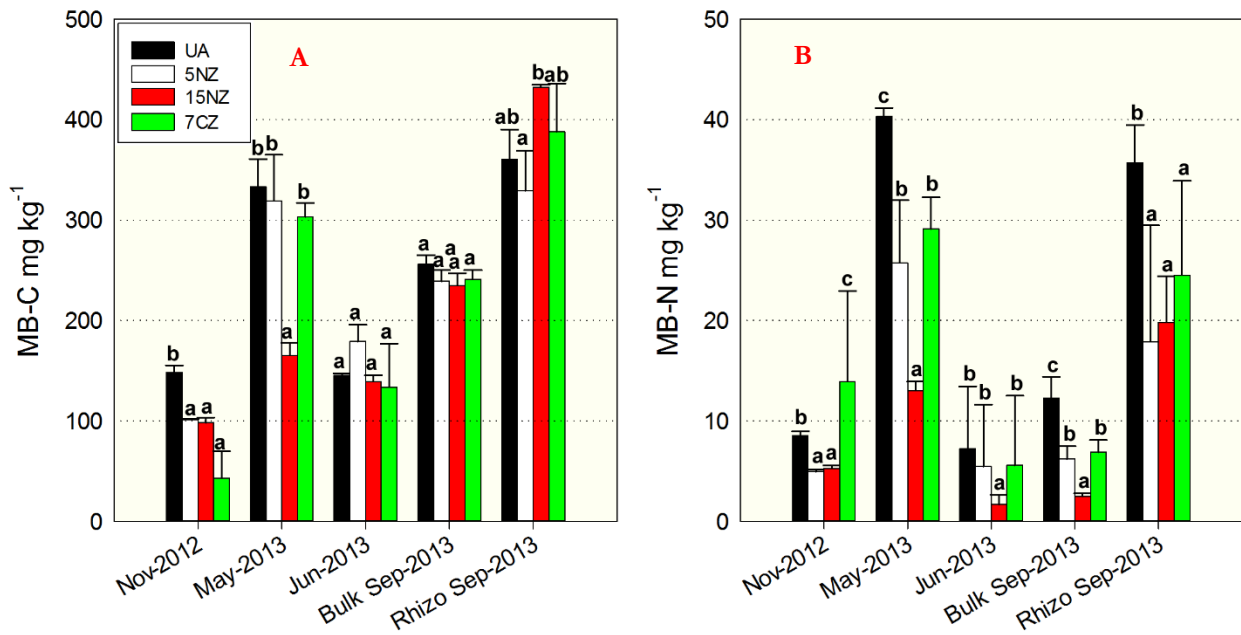 A
UA
5NZ
15NZ
7CZ
MB-C mg kg⁻¹
500
400
300
200
100
0
b a a a
b b a b
a a a a
a a a a
ab a b ab
Nov-2012
May-2013
Jun-2013
Bulk Sep-2013
Rhizo Sep-2013
B
MB-N mg kg⁻¹
50
40
30
20
10
0
b a a c
c b a b
b b a b
c b a b
b a a a
Nov-2012
May-2013
Jun-2013
Bulk Sep-2013
Rhizo Sep-2013